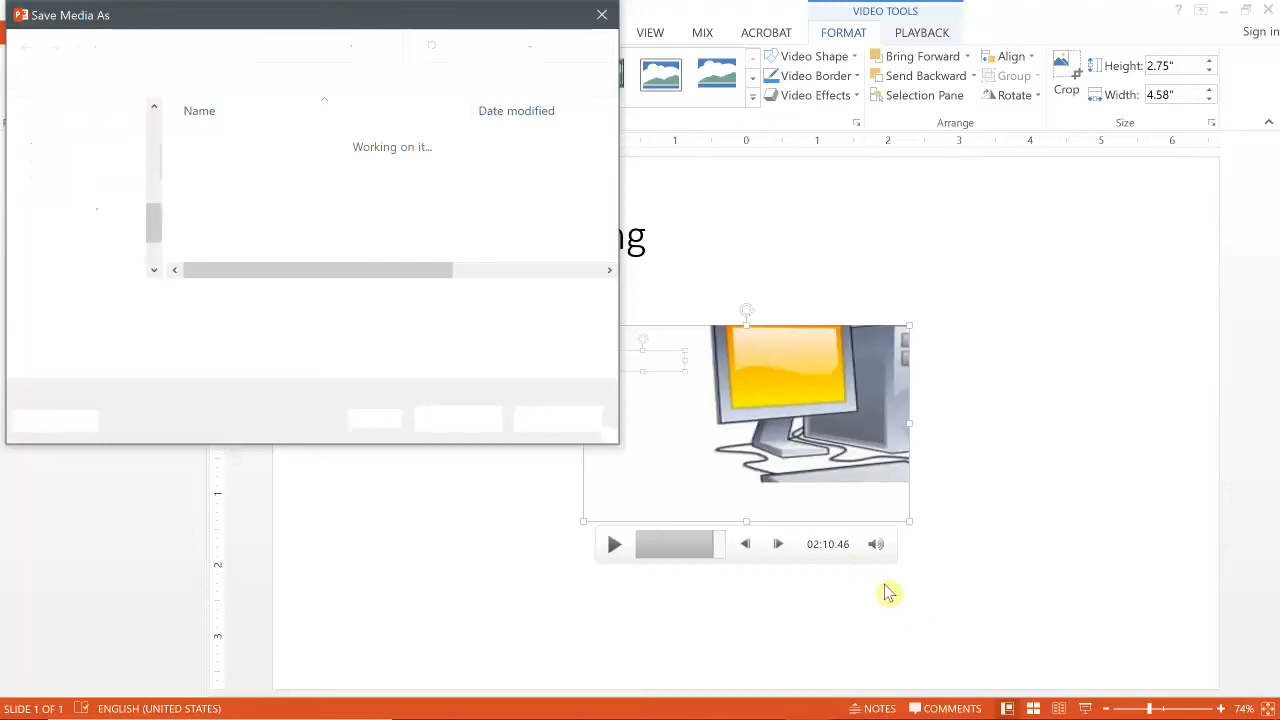 Save Media As
VIDEO TOOLS
VIEW MIX ACROBAT FORMAT PLAYBACK Sign in
Video Shape Bring Forward Align Height: 2.75"
Video Border Send Backward Group Crop
Video Effects Selection Pane Rotate Width: 4.58"
Arrange Size
Name Date modified
Working on it...
1 0 1 2 3 4 5 6
ng
1
02:10.46
2
3
SLIDE 1 OF 1 ENGLISH (UNITED STATES) NOTES COMMENTS 74%